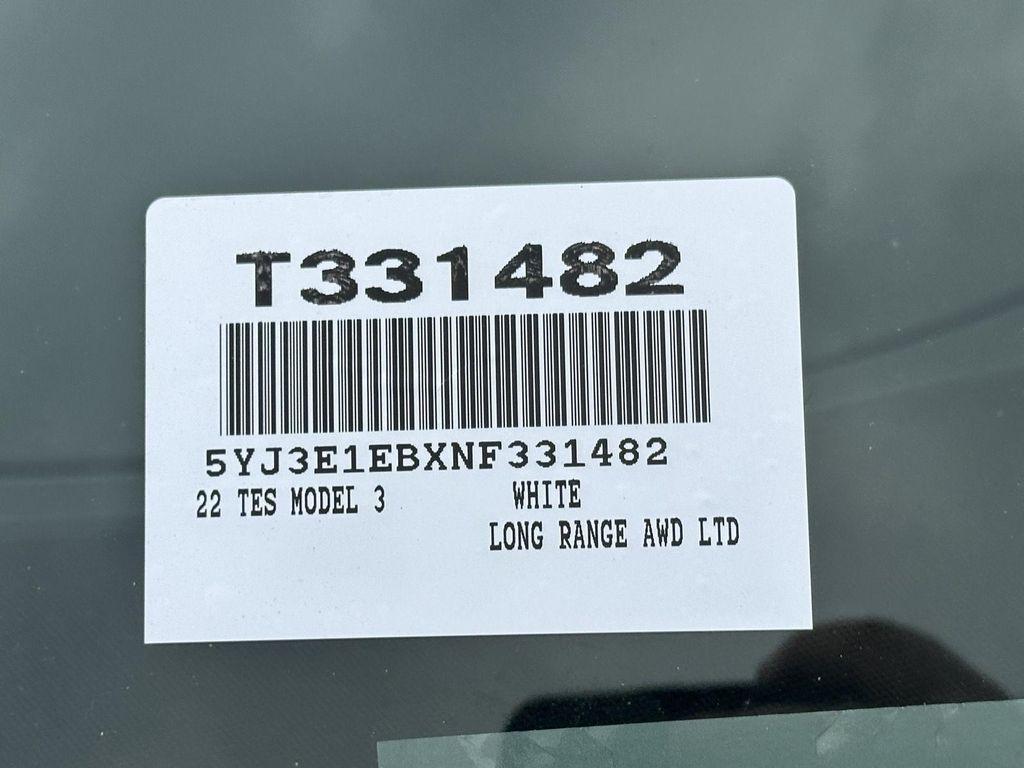 T331482
5YJ3E1EBXNF331482
22 TES MODEL 3 WHITE
LONG RANGE AWD LTD